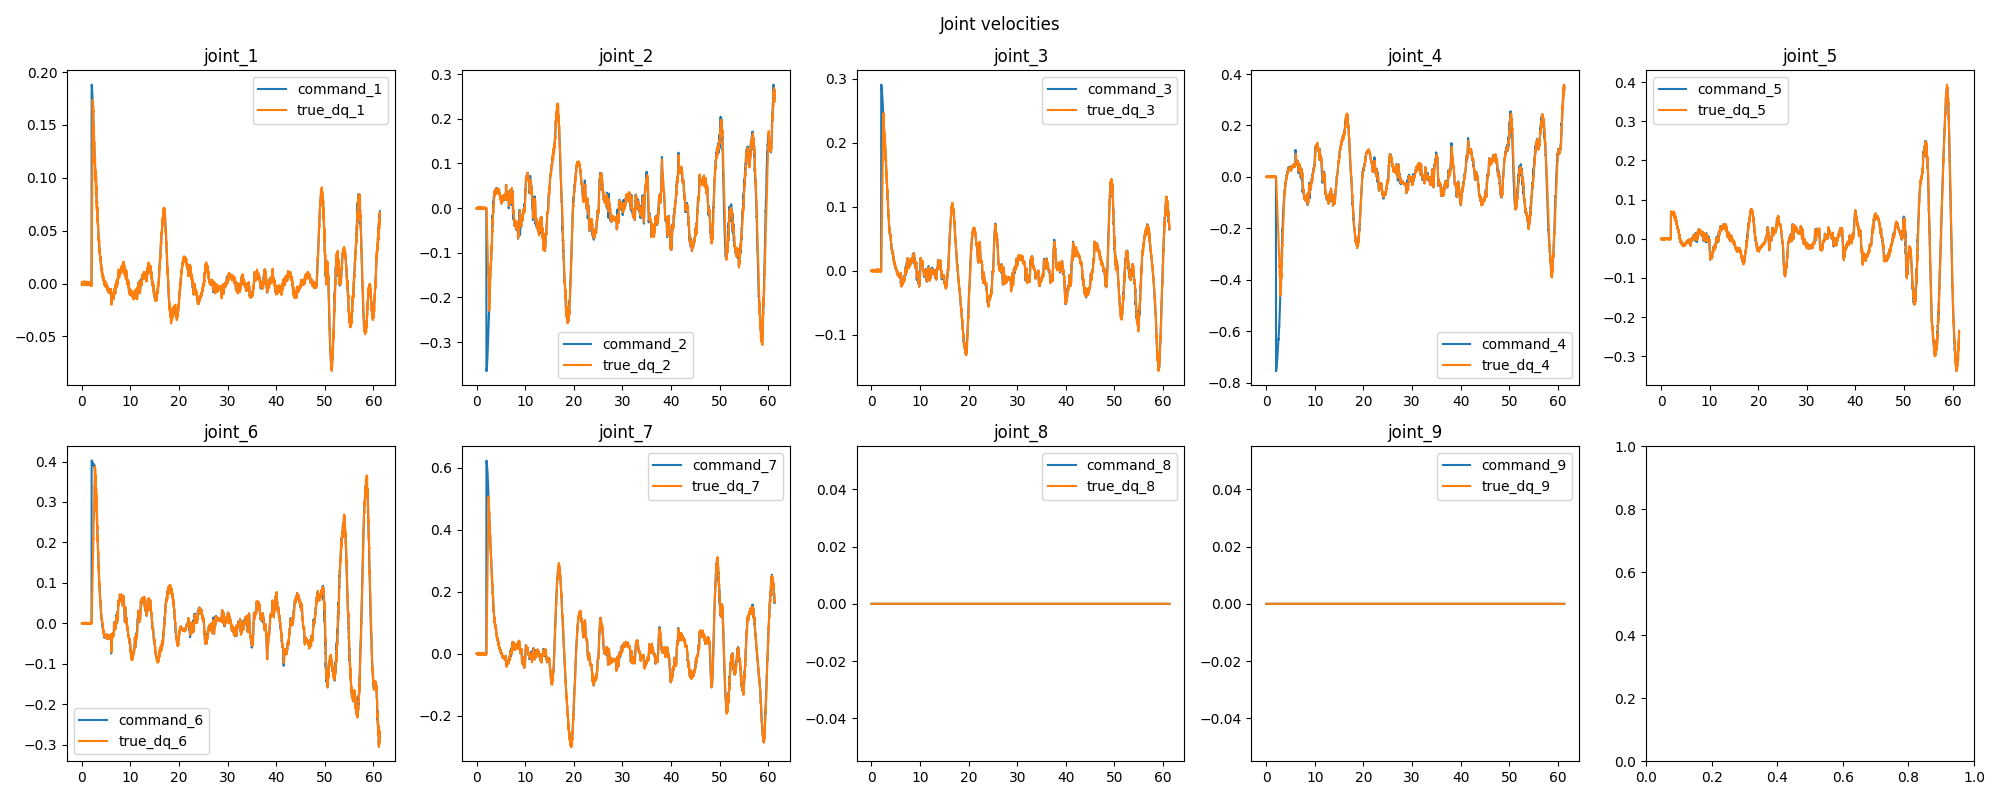 Joint velocities
joint_1
0.20
0.15
0.10
0.05
0.00
−0.05
0 10 20 30 40 50 60
command_1
true_dq_1
joint_2
0.3
0.2
0.1
0.0
−0.1
−0.2
−0.3
0 10 20 30 40 50 60
command_2
true_dq_2
joint_3
0.3
0.2
0.1
0.0
−0.1
0 10 20 30 40 50 60
command_3
true_dq_3
joint_4
0.4
0.2
0.0
−0.2
−0.4
−0.6
−0.8
0 10 20 30 40 50 60
command_4
true_dq_4
joint_5
0.4
0.3
0.2
0.1
0.0
−0.1
−0.2
−0.3
0 10 20 30 40 50 60
command_5
true_dq_5
joint_6
0.4
0.3
0.2
0.1
0.0
−0.1
−0.2
−0.3
0 10 20 30 40 50 60
command_6
true_dq_6
joint_7
0.6
0.4
0.2
0.0
−0.2
0 10 20 30 40 50 60
command_7
true_dq_7
joint_8
0.04
0.02
0.00
−0.02
−0.04
0 10 20 30 40 50 60
command_8
true_dq_8
joint_9
0.04
0.02
0.00
−0.02
−0.04
0 10 20 30 40 50 60
command_9
true_dq_9
1.0
0.8
0.6
0.4
0.2
0.0
0.0 0.2 0.4 0.6 0.8 1.0